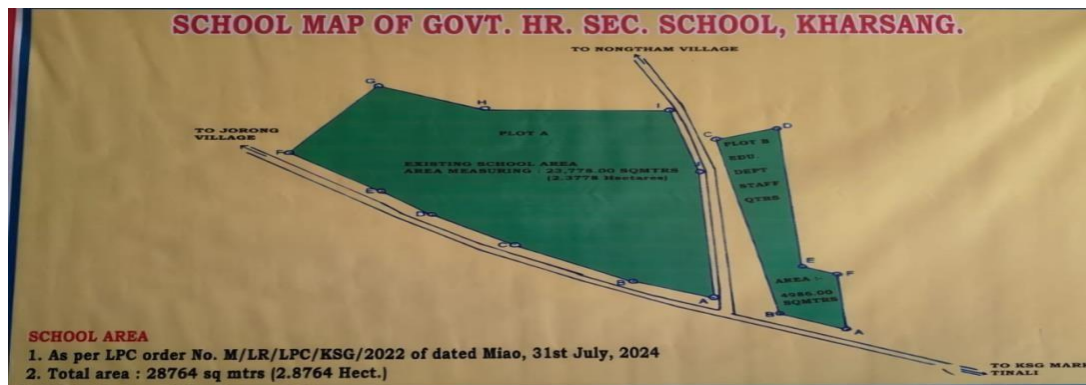 SCHOOL MAP OF GOVT. HR. SEC. SCHOOL, KHARSANG.
TO NONGTHAM VILLAGE
G
H
I
C
D
TO JORONG
VILLAGE
PLOT A
PLOT B
EDU
DEPT
STAFF
QTRS
F
EXISTING SCHOOL AREA
AREA MEASURING : 23,778.00 SQMTRS
(2.3778 Hectares)
E
D
C
B
A
E
F
AREA :-
4986.00
SQMTRS
B
A
SCHOOL AREA
1. As per LPC order No. M/LR/LPC/KSG/2022 of dated Miao, 31st July, 2024
2. Total area : 28764 sq mtrs (2.8764 Hect.)
TO KSG
TINALI